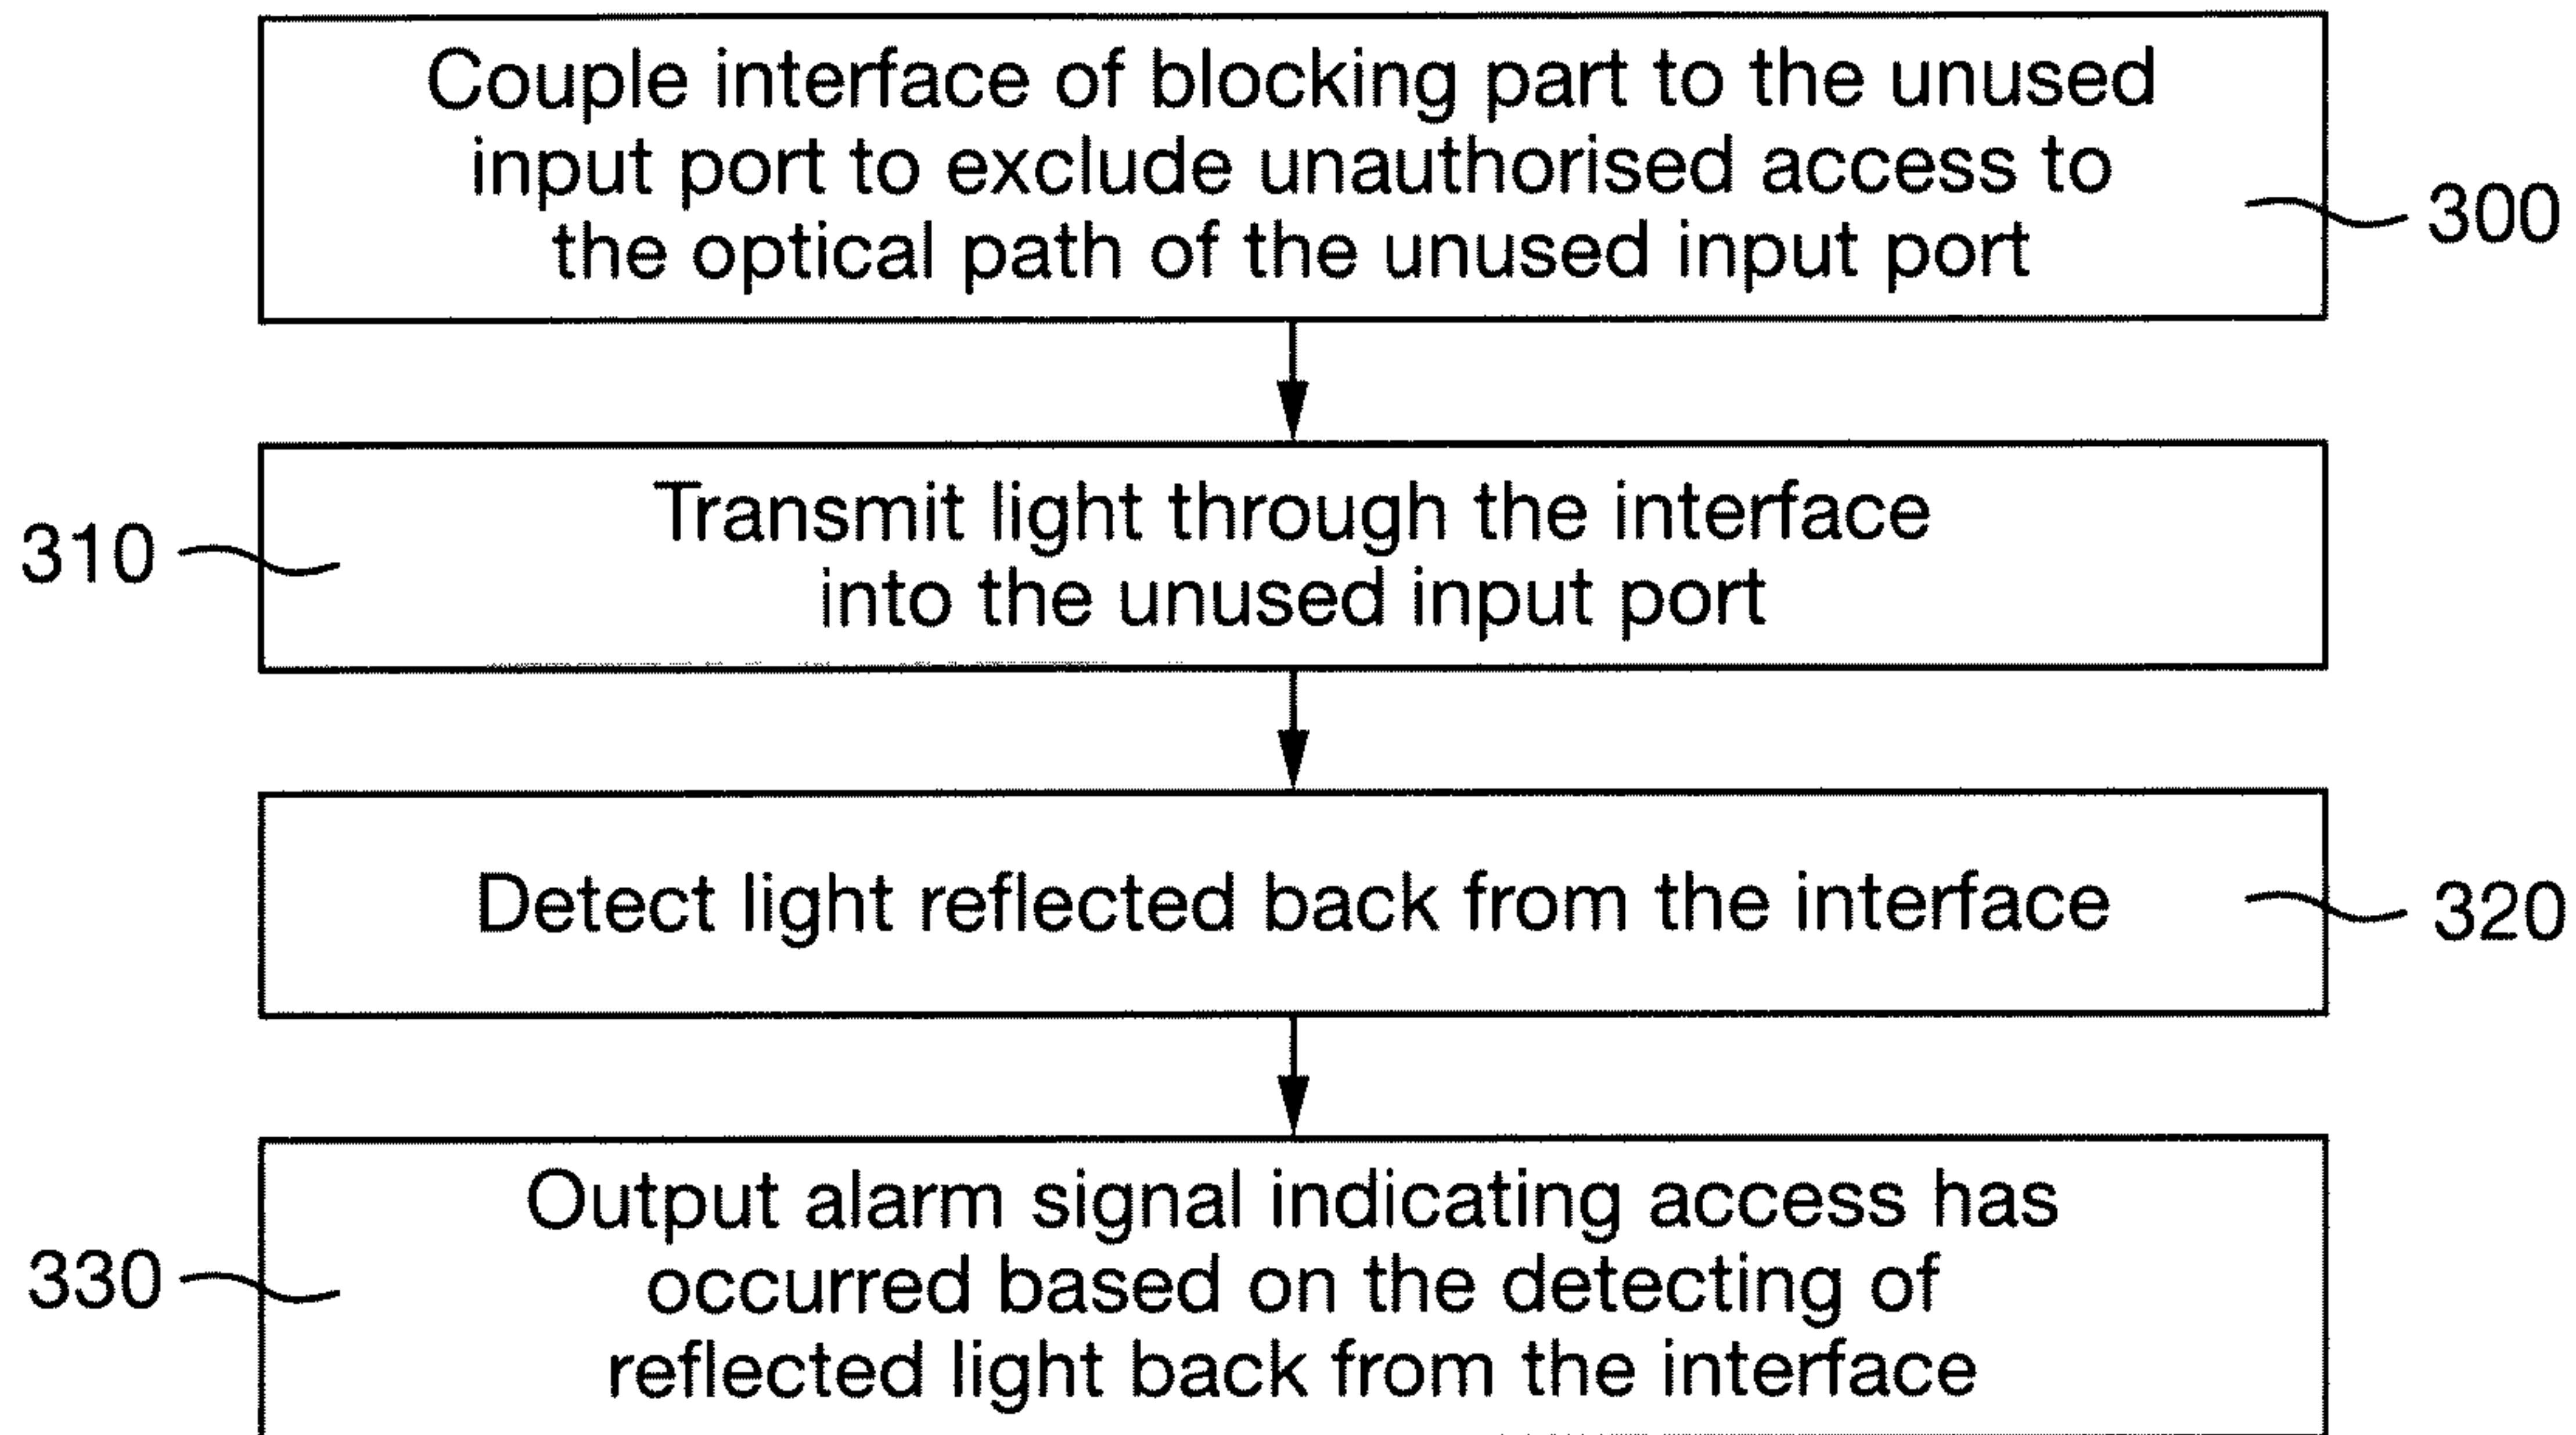 Couple interface of blocking part to the unused
input port to exclude unauthorised access to
the optical path of the unused input port
300
Transmit light through the interface
into the unused input port
310
Detect light reflected back from the interface
320
Output alarm signal indicating access has
occurred based on the detecting of
reflected light back from the interface
330